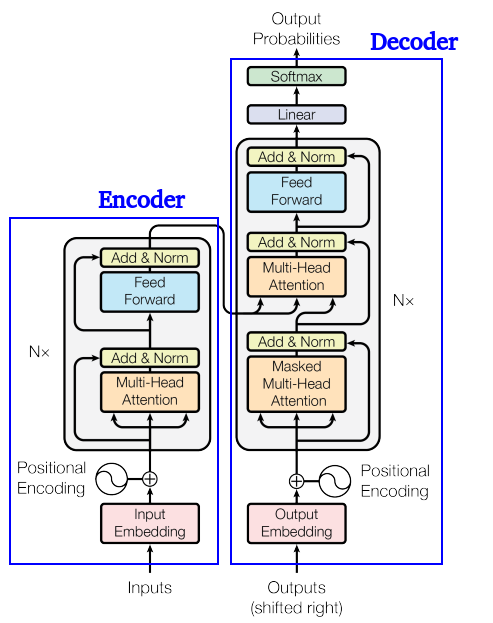 Output
Probabilities
Decoder
Softmax
Linear
Add & Norm
Feed
Forward
Add & Norm
Multi-Head
Attention
Nx
Add & Norm
Masked
Multi-Head
Attention
Positional
Encoding
Output
Embedding
Outputs
(shifted right)
Encoder
Add & Norm
Feed
Forward
N×
Add & Norm
Multi-Head
Attention
Positional
Encoding
Input
Embedding
Inputs